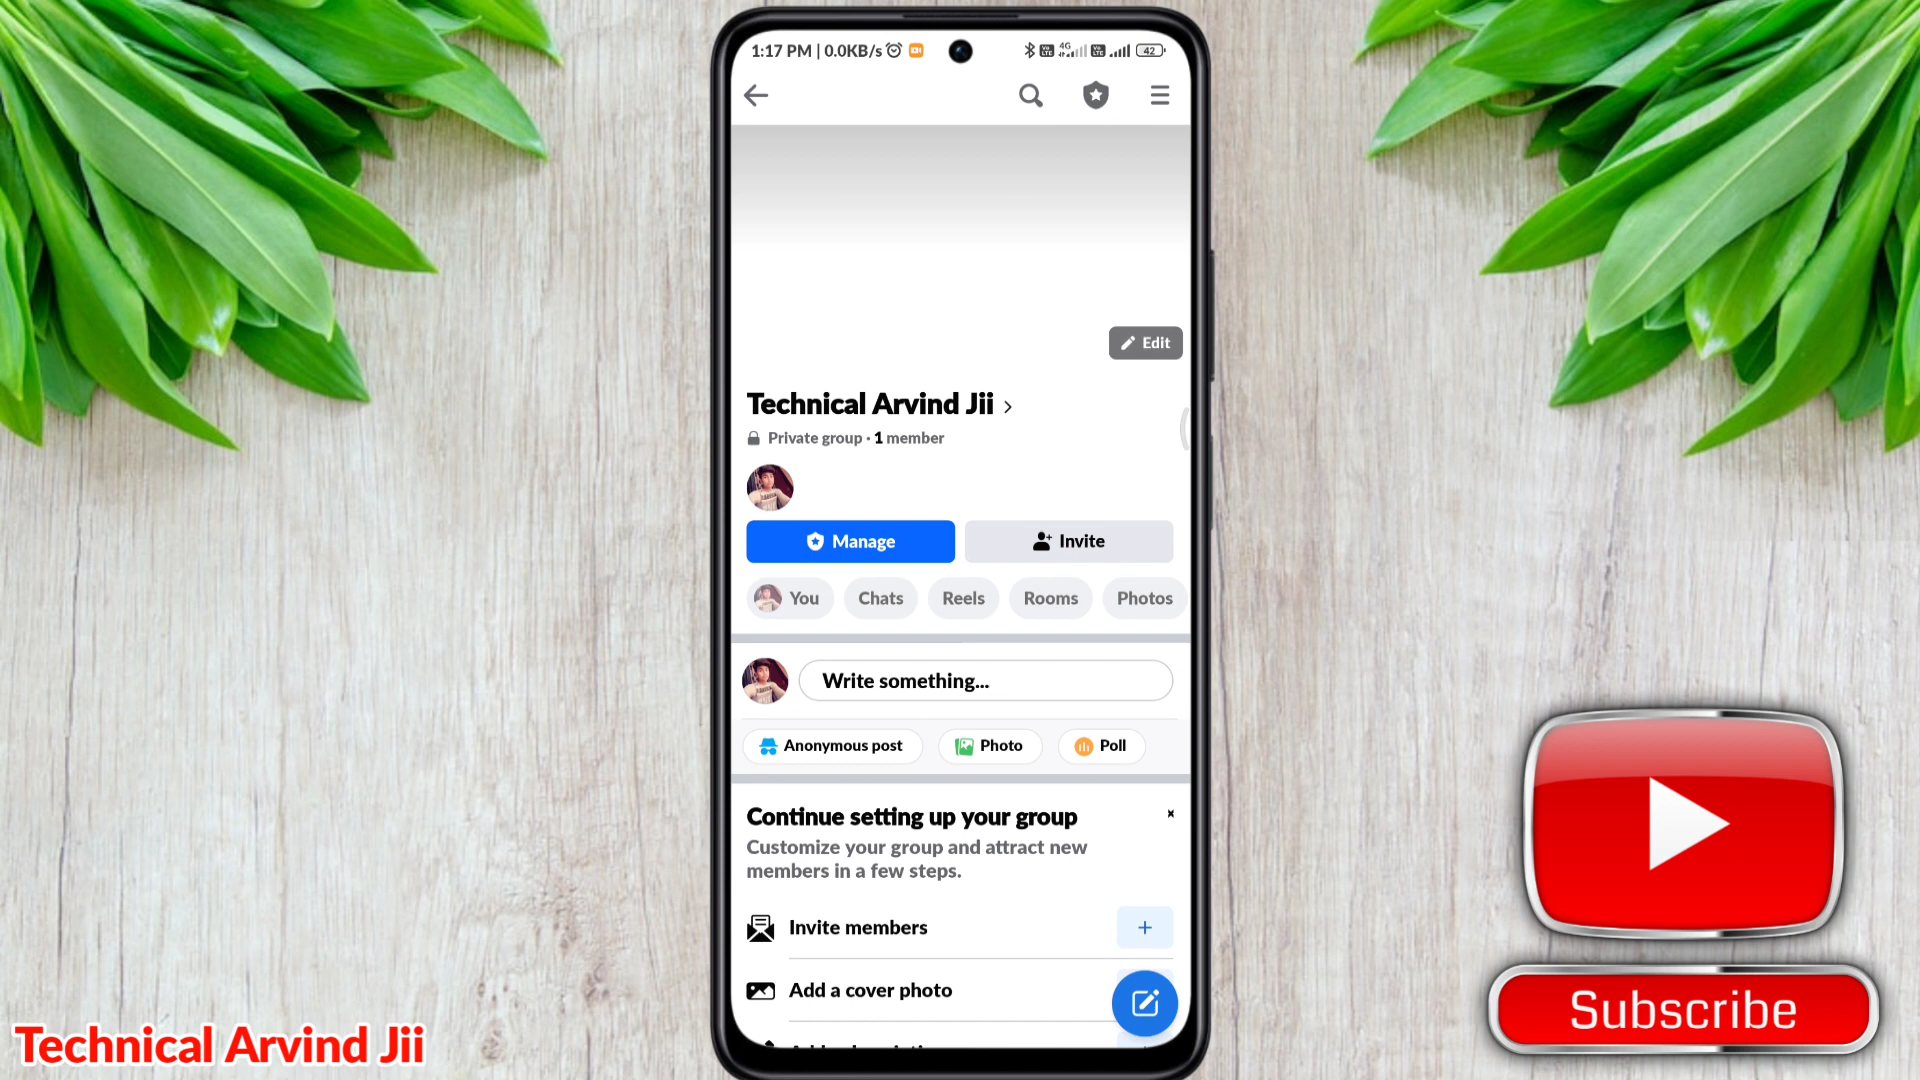 1:17 PM | 0.0KB/s
4G
42
Edit
Technical Arvind Jii
Private group · 1 member
Manage
Invite
You
Chats
Reels
Rooms
Photos
Write something...
Anonymous post
Photo
Poll
Continue setting up your group
Customize your group and attract new
members in a few steps.
Invite members
Add a cover photo
Technical Arvind Jii
Subscribe